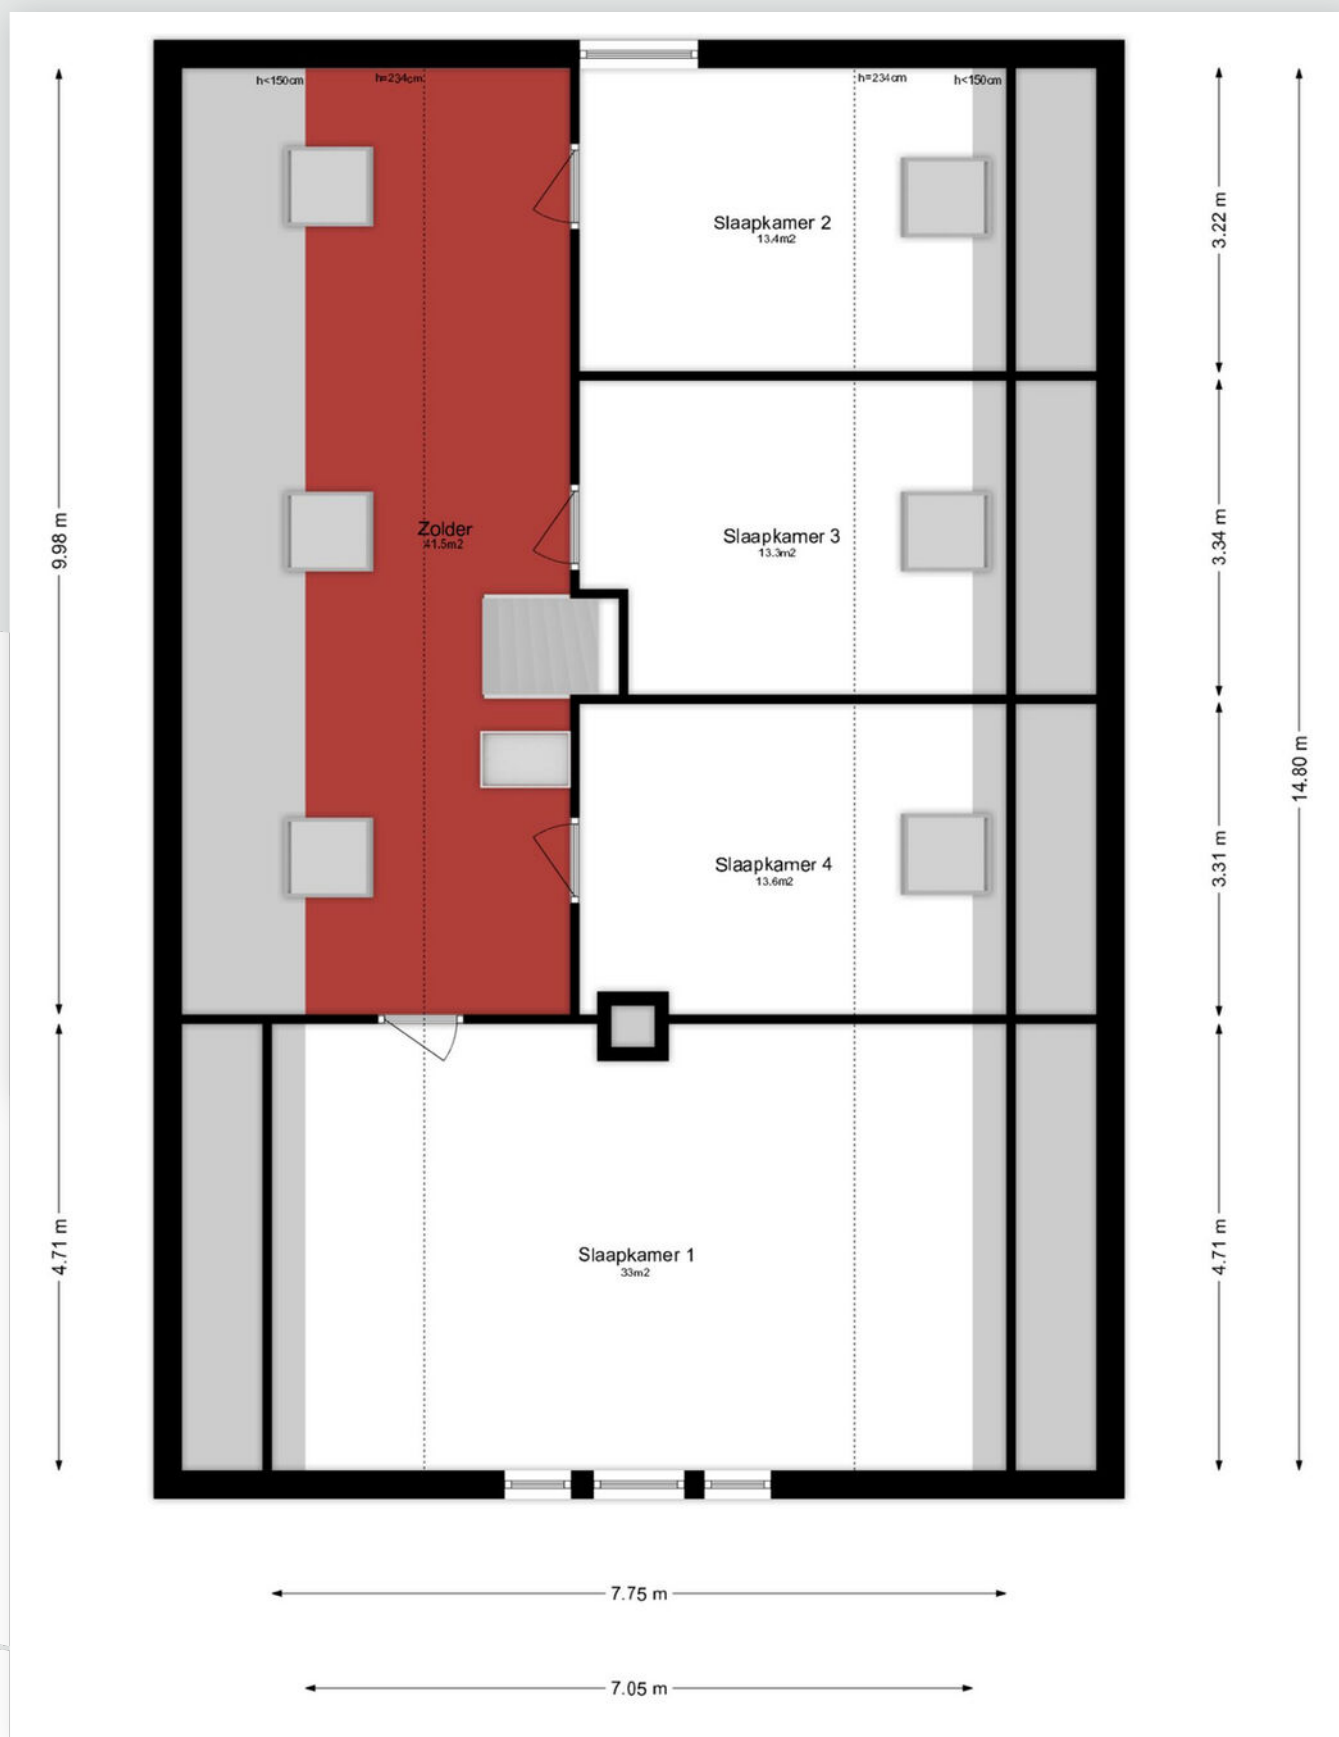 h<150cm
h=234cm
h=234cm
h<150cm
Slaapkamer 2
13.4m2
3.22 m
Zolder
41.5m2
Slaapkamer 3
13.3m2
9.98 m
3.34 m
14.80 m
Slaapkamer 4
13.6m2
3.31 m
Slaapkamer 1
33m2
4.71 m
4.71 m
7.75 m
7.05 m